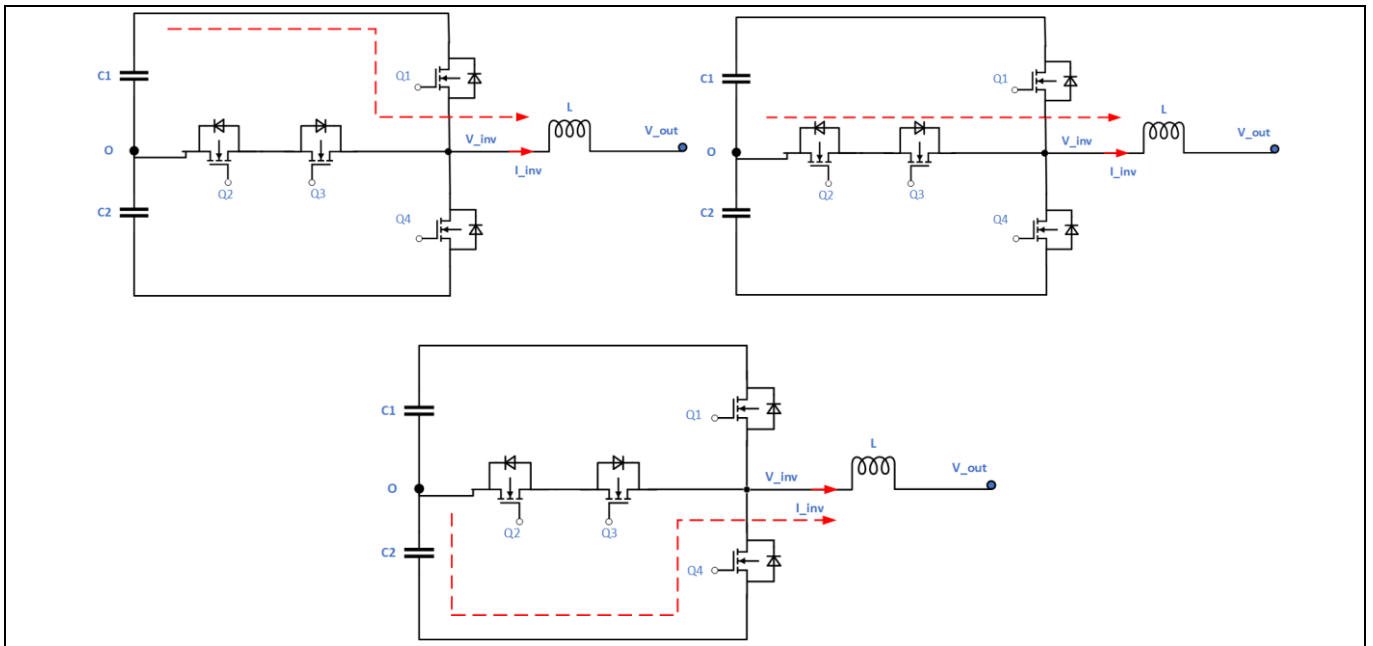 C1
Q1
L
V_inv
V_out
O
I_inv
Q2
Q3
C2
Q4
C1
Q1
L
V_inv
V_out
O
I_inv
Q2
Q3
C2
Q4
C1
Q1
L
V_inv
V_out
O
I_inv
Q2
Q3
C2
Q4